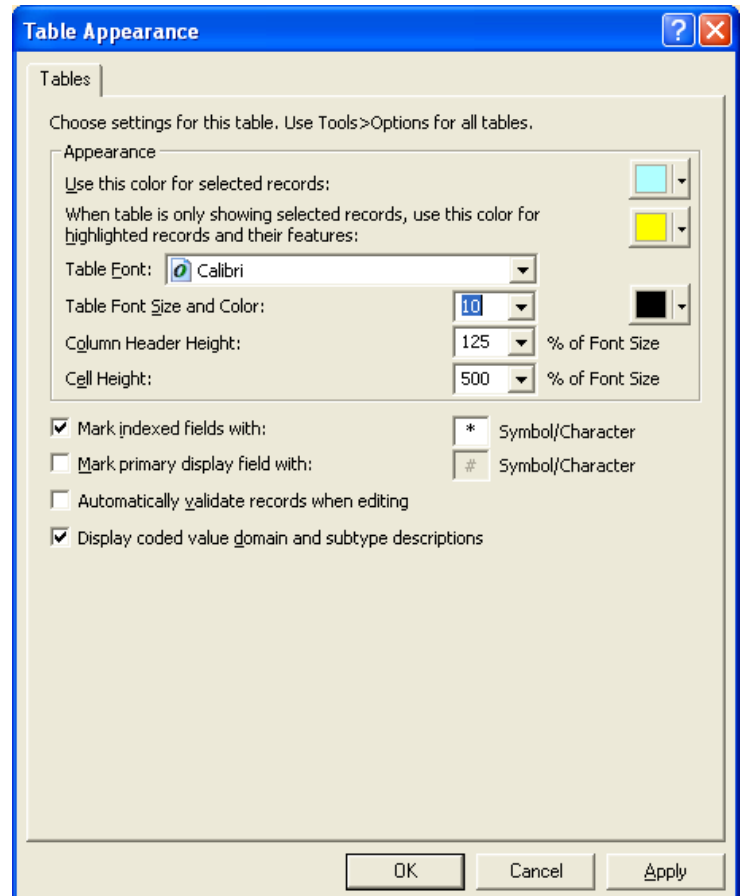 Table Appearance
Tables
Choose settings for this table. Use Tools>Options for all tables.
Appearance
Use this color for selected records:
When table is only showing selected records, use this color for
highlighted records and their features:
Table Font: O Calibri
Table Font Size and Color: 10
Column Header Height: 125 % of Font Size
Cell Height: 500 % of Font Size
Mark indexed fields with: * Symbol/Character
Mark primary display field with: # Symbol/Character
Automatically validate records when editing
Display coded value domain and subtype descriptions
OK Cancel Apply